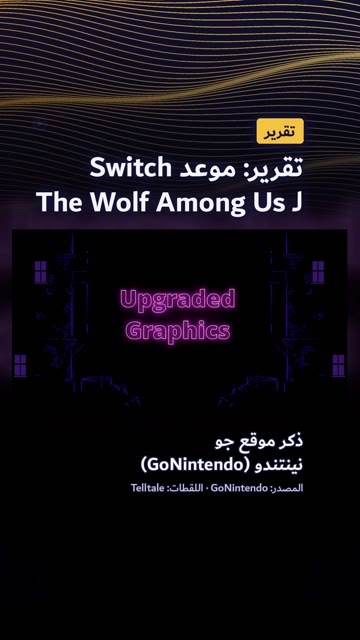 تقرير
تقرير: موعد Switch
لـ The Wolf Among Us
Upgraded
Graphics
ذكر موقع جو
نينتندو (GoNintendo)
المصدر: GoNintendo · اللقطات: Telltale